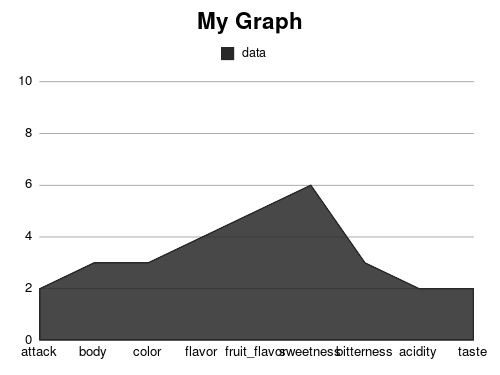 My Graph
data
10
8
6
4
2
0
attack body color flavor fruit_flavor sweetness bitterness acidity taste